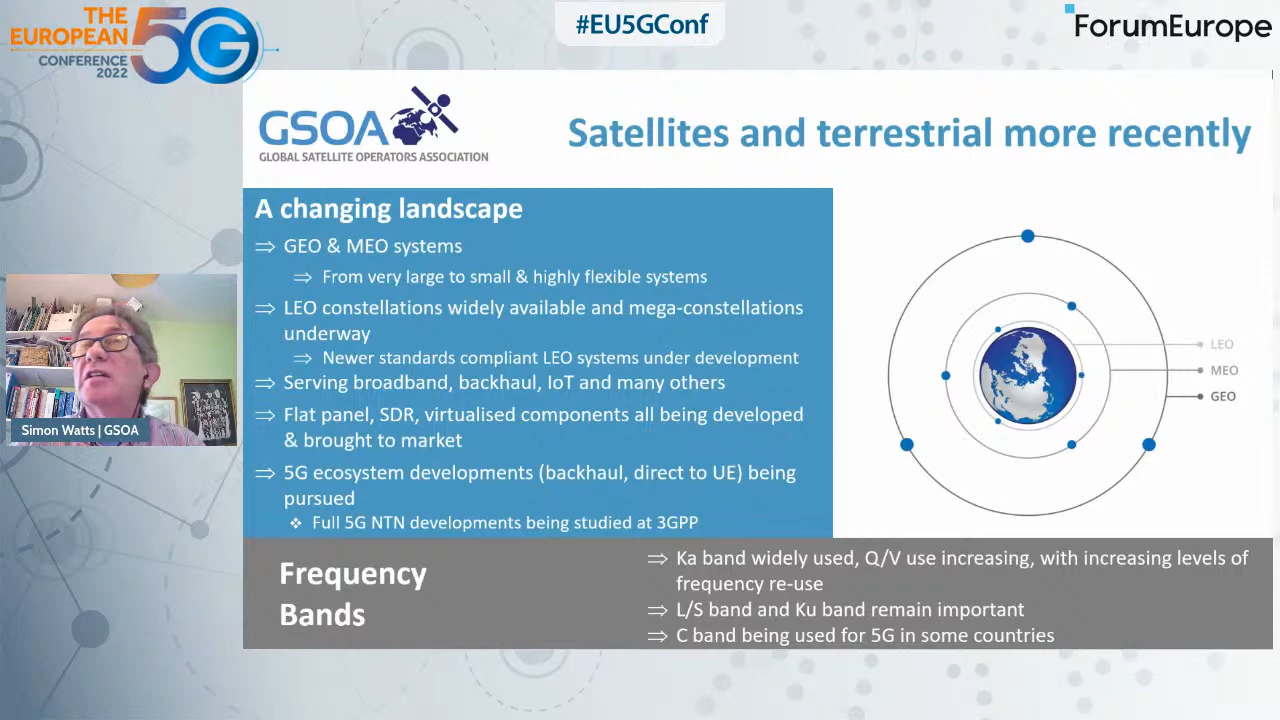 THE
EUROPEAN
5G
CONFERENCE
2022
#EU5GConf
ForumEurope
GSOA
GLOBAL SATELLITE OPERATORS ASSOCIATION
Satellites and terrestrial more recently
A changing landscape
⇒ GEO & MEO systems
⇒ From very large to small & highly flexible systems
⇒ LEO constellations widely available and mega-constellations
underway
⇒ Newer standards compliant LEO systems under development
⇒ Serving broadband, backhaul, IoT and many others
⇒ Flat panel, SDR, virtualised components all being developed
& brought to market
⇒ 5G ecosystem developments (backhaul, direct to UE) being
pursued
❖ Full 5G NTN developments being studied at 3GPP
LEO
MEO
GEO
Simon Watts | GSOA
Frequency
Bands
⇒ Ka band widely used, Q/V use increasing, with increasing levels of
frequency re-use
⇒ L/S band and Ku band remain important
⇒ C band being used for 5G in some countries